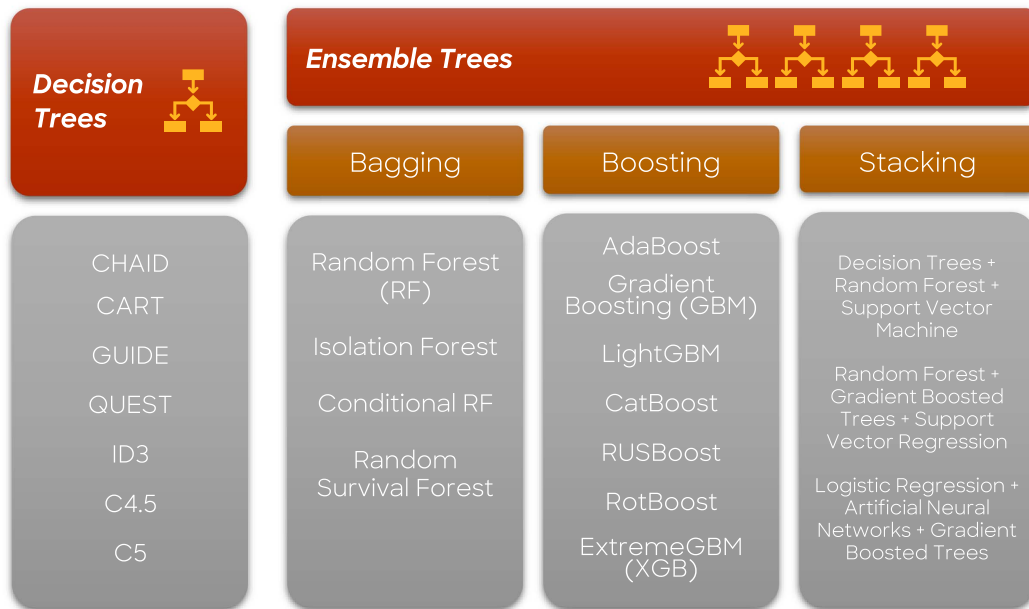 Decision
Trees
Ensemble Trees
Bagging
Boosting
Stacking
CHAID
CART
GUIDE
QUEST
ID3
C4.5
C5
Random Forest
(RF)
Isolation Forest
Conditional RF
Random
Survival Forest
AdaBoost
Gradient
Boosting (GBM)
LightGBM
CatBoost
RUSBoost
RotBoost
ExtremeGBM
(XGB)
Decision Trees +
Random Forest +
Support Vector
Machine
Random Forest +
Gradient Boosted
Trees + Support
Vector Regression
Logistic Regression +
Artificial Neural
Networks + Gradient
Boosted Trees